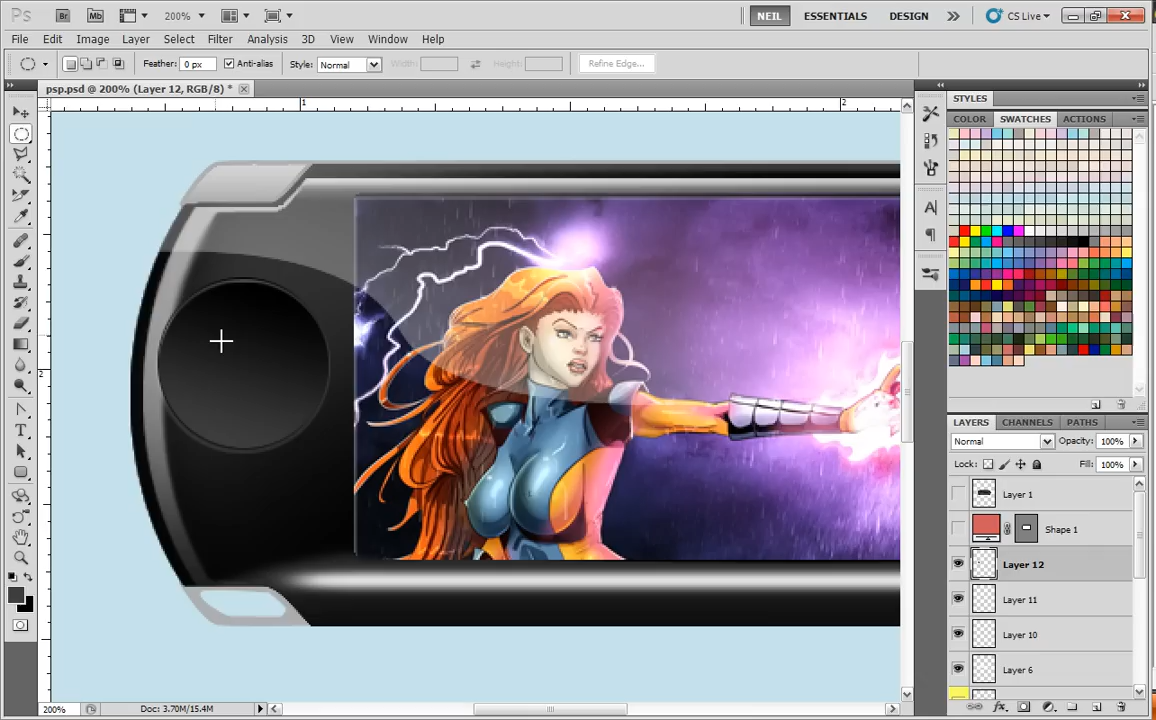 Ps Br Mb 200% NEIL ESSENTIALS DESIGN CS Live
File Edit Image Layer Select Filter Analysis 3D View Window Help
Feather: 0 px Anti-alias Style: Normal Width: Height: Refine Edge...
psp.psd @ 200% (Layer 12, RGB/8) *
STYLES
1 2
COLOR SWATCHES ACTIONS
2
LAYERS CHANNELS PATHS
Normal Opacity: 100%
Lock: Fill: 100%
Layer 1
Shape 1
Layer 12
Layer 11
Layer 10
Layer 6
200% Doc: 3.70M/15.4M